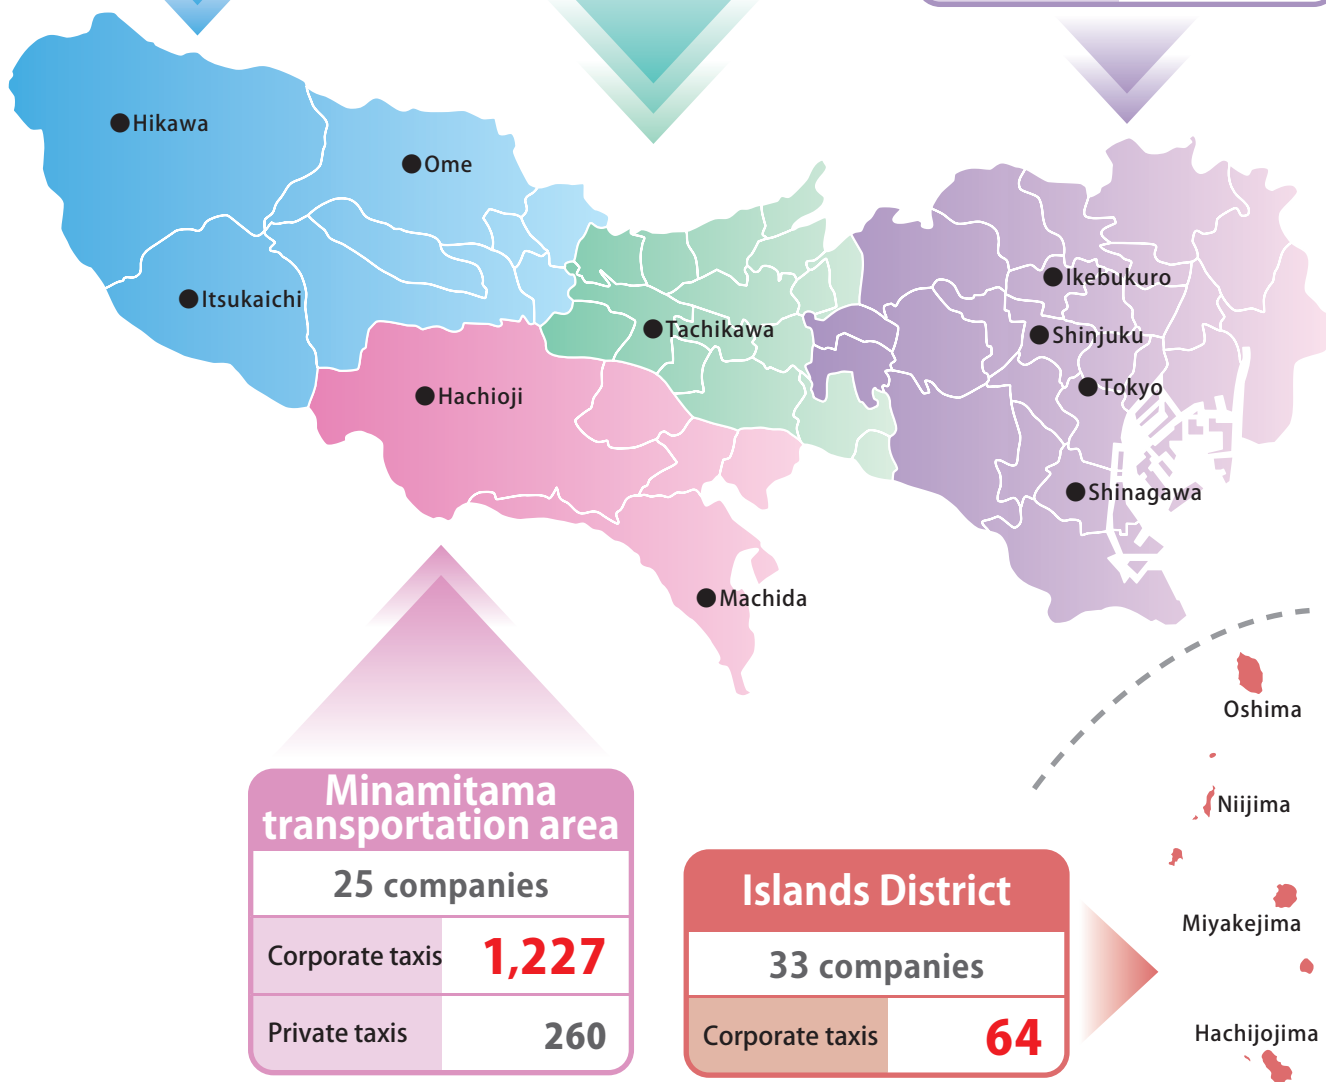 Hikawa
Ome
Itsukaichi
Ikebukuro
Tachikawa
Shinjuku
Tokyo
Hachioji
Shinagawa
Machida
Oshima
Niijima
Miyakejima
Hachijojima
Minamitama
transportation area
25 companies
Corporate taxis 1,227
Private taxis 260
Islands District
33 companies
Corporate taxis 64